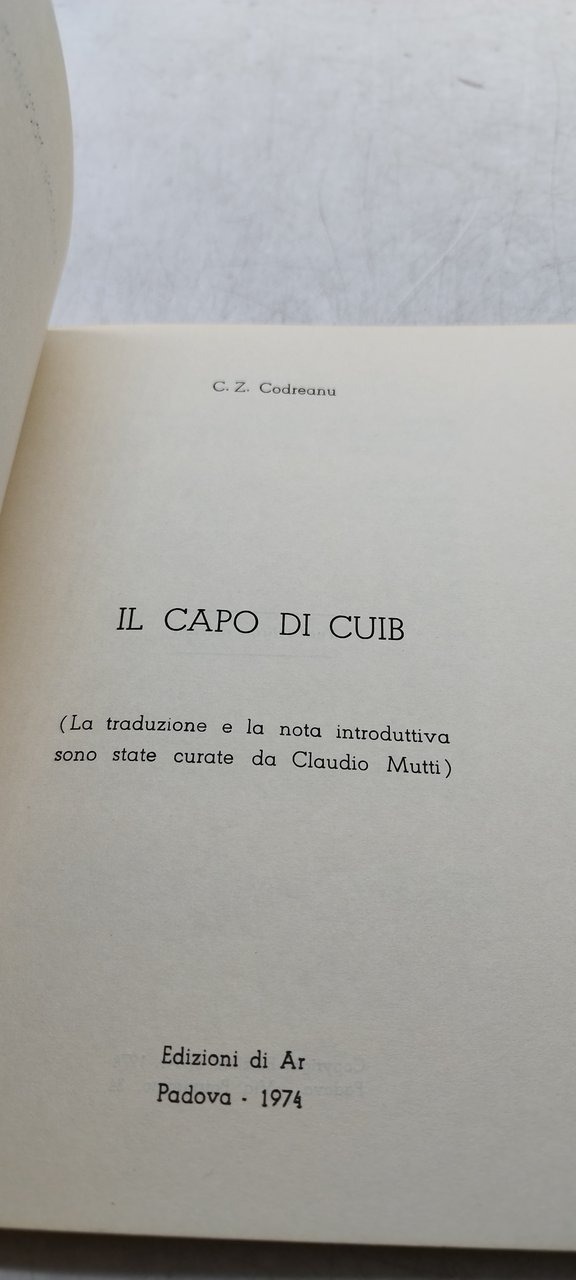 C. Z. Codreanu
IL CAPO DI CUIB
(La traduzione e la nota introduttiva
sono state curate da Claudio Mutti)
Edizioni di Ar
Padova - 1974